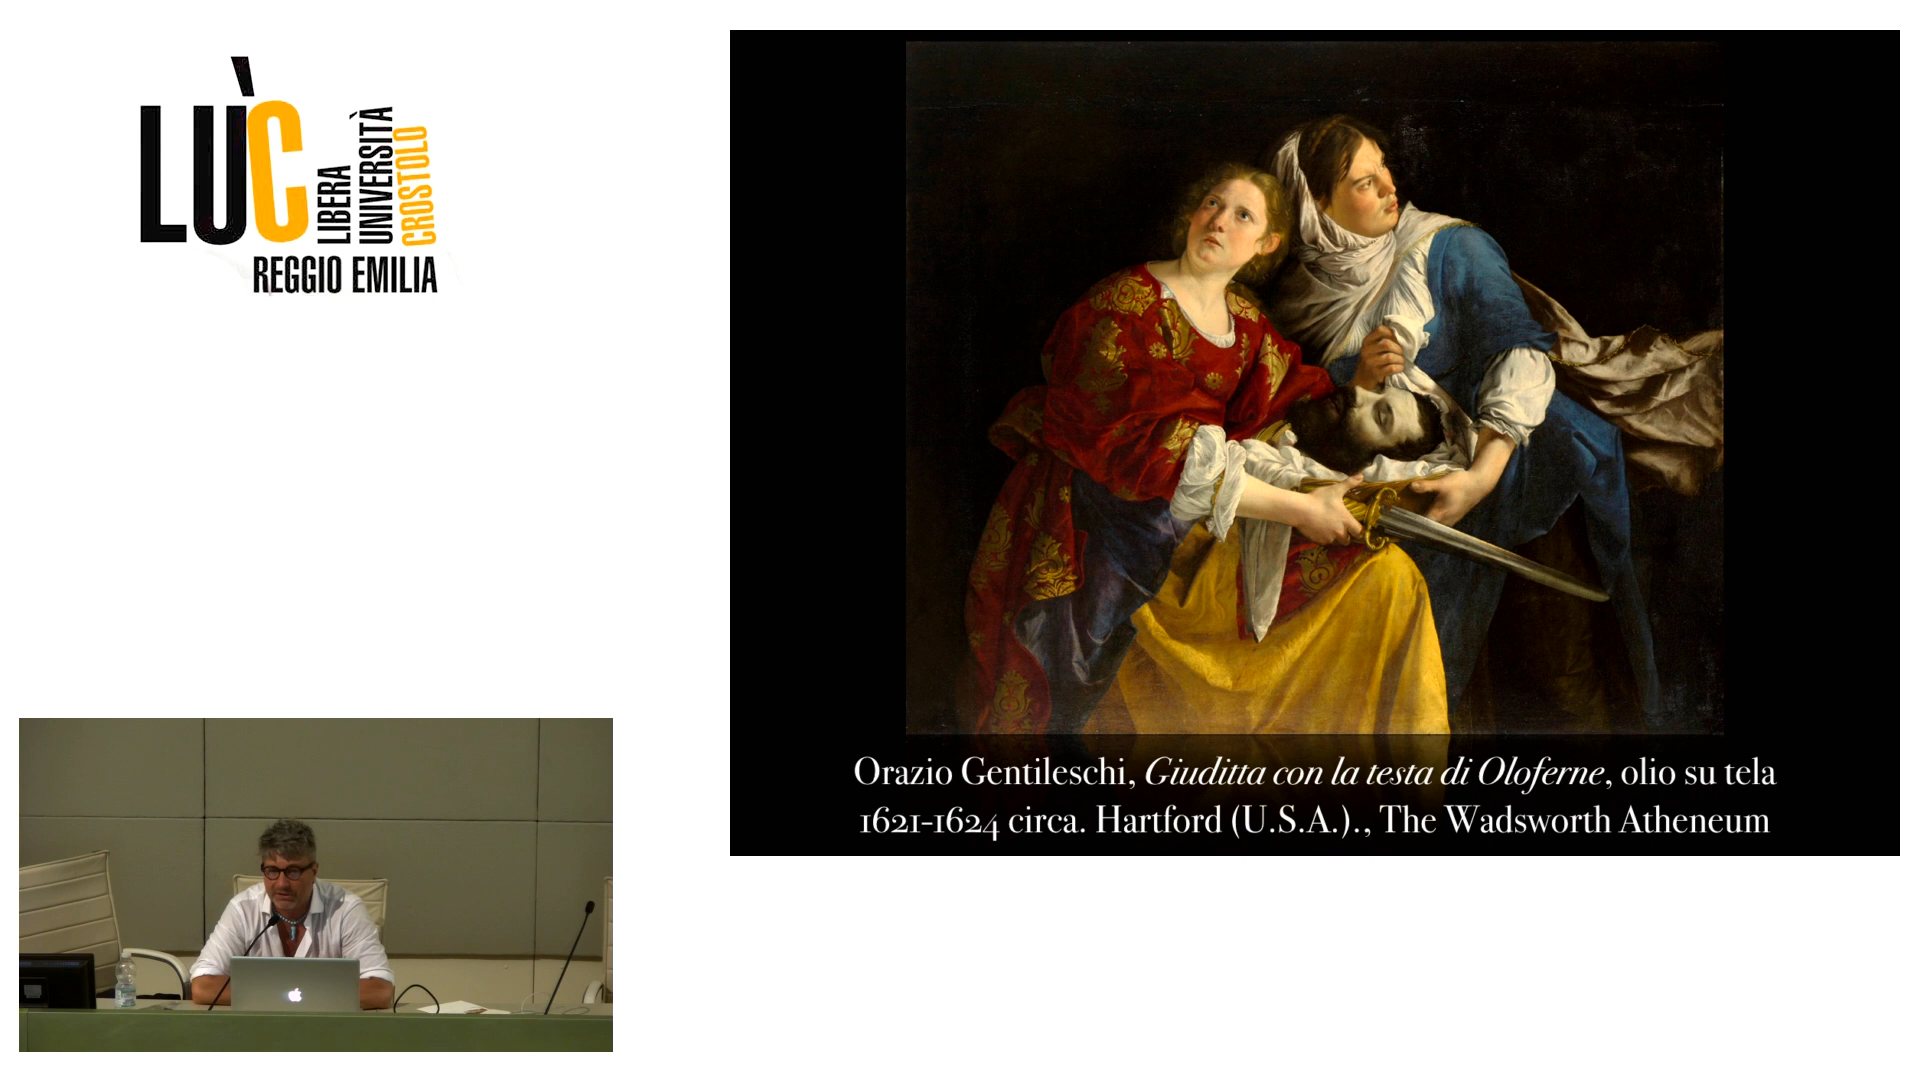 LÙC
LIBERA
UNIVERSITÀ
CROSTOLO
REGGIO EMILIA
Orazio Gentileschi, Giuditta con la testa di Oloferne, olio su tela
1621-1624 circa. Hartford (U.S.A.)., The Wadsworth Atheneum